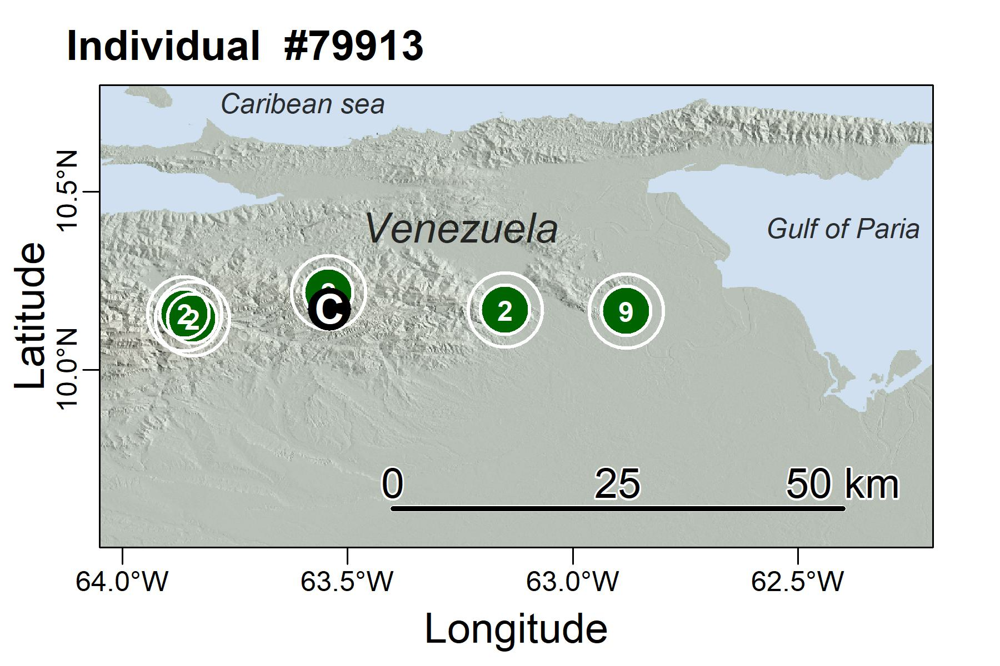 Individual #79913
Caribean sea
10.5°N
Venezuela
Gulf of Paria
Latitude
C
2
2
2
9
10.0°N
0 25 50 km
64.0°W 63.5°W 63.0°W 62.5°W
Longitude